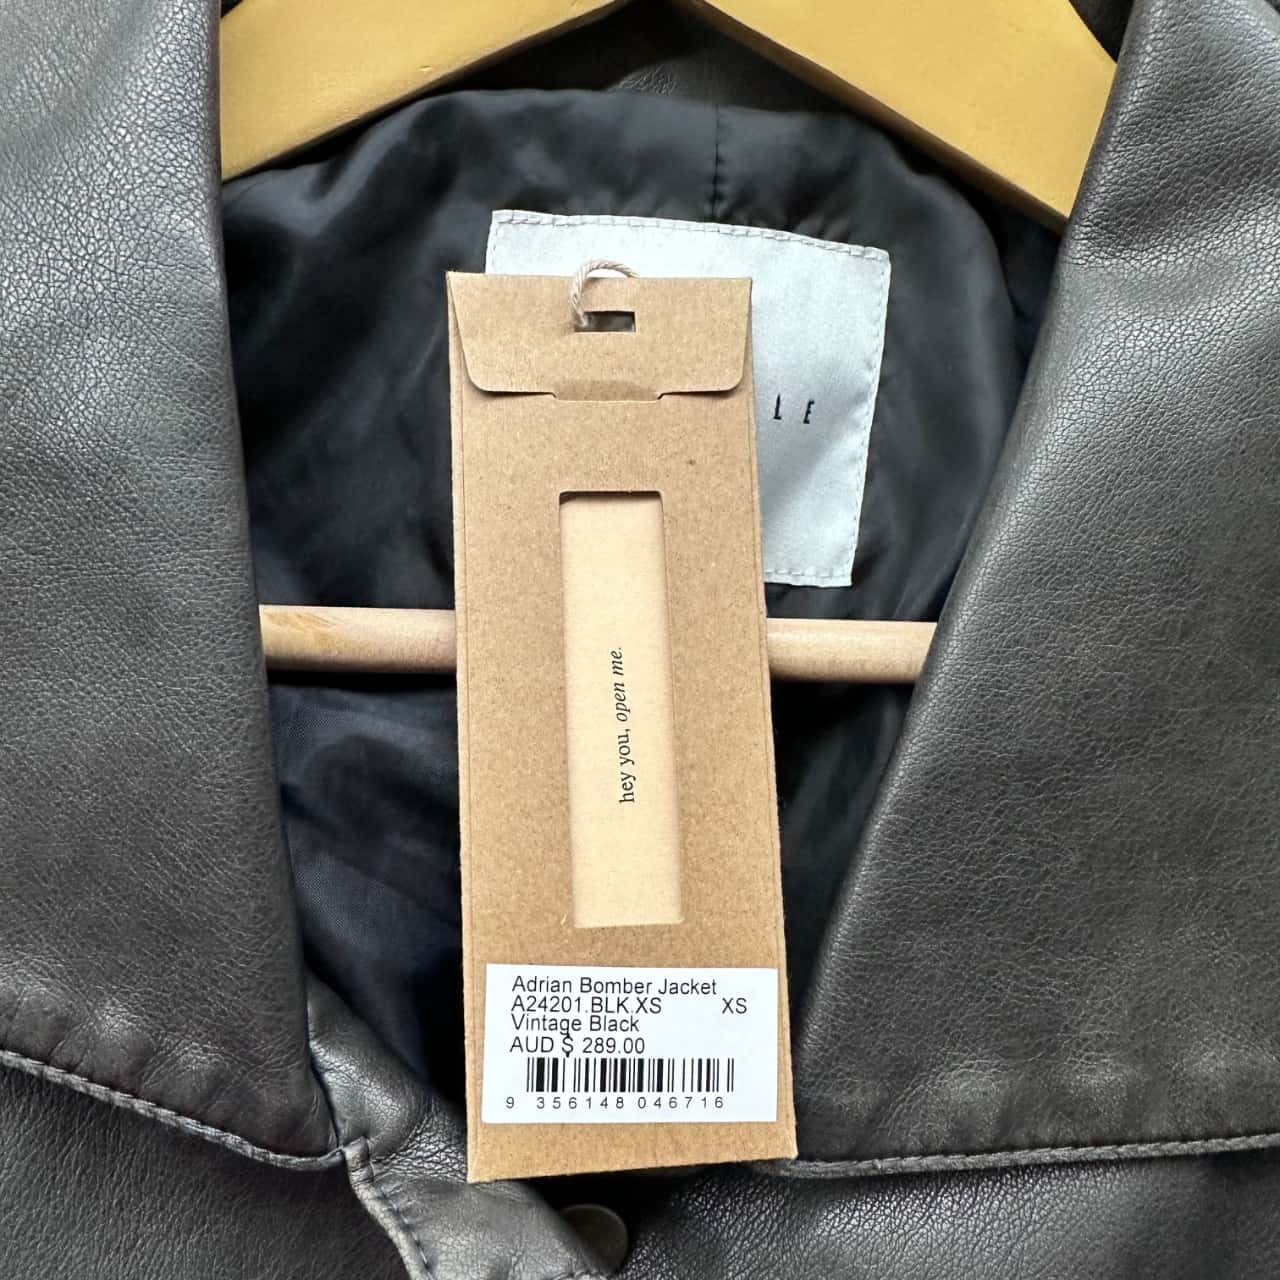 L E
hey you, open me.
Adrian Bomber Jacket
A24201.BLK.XS XS
Vintage Black
AUD $ 289.00
9 356148 046716